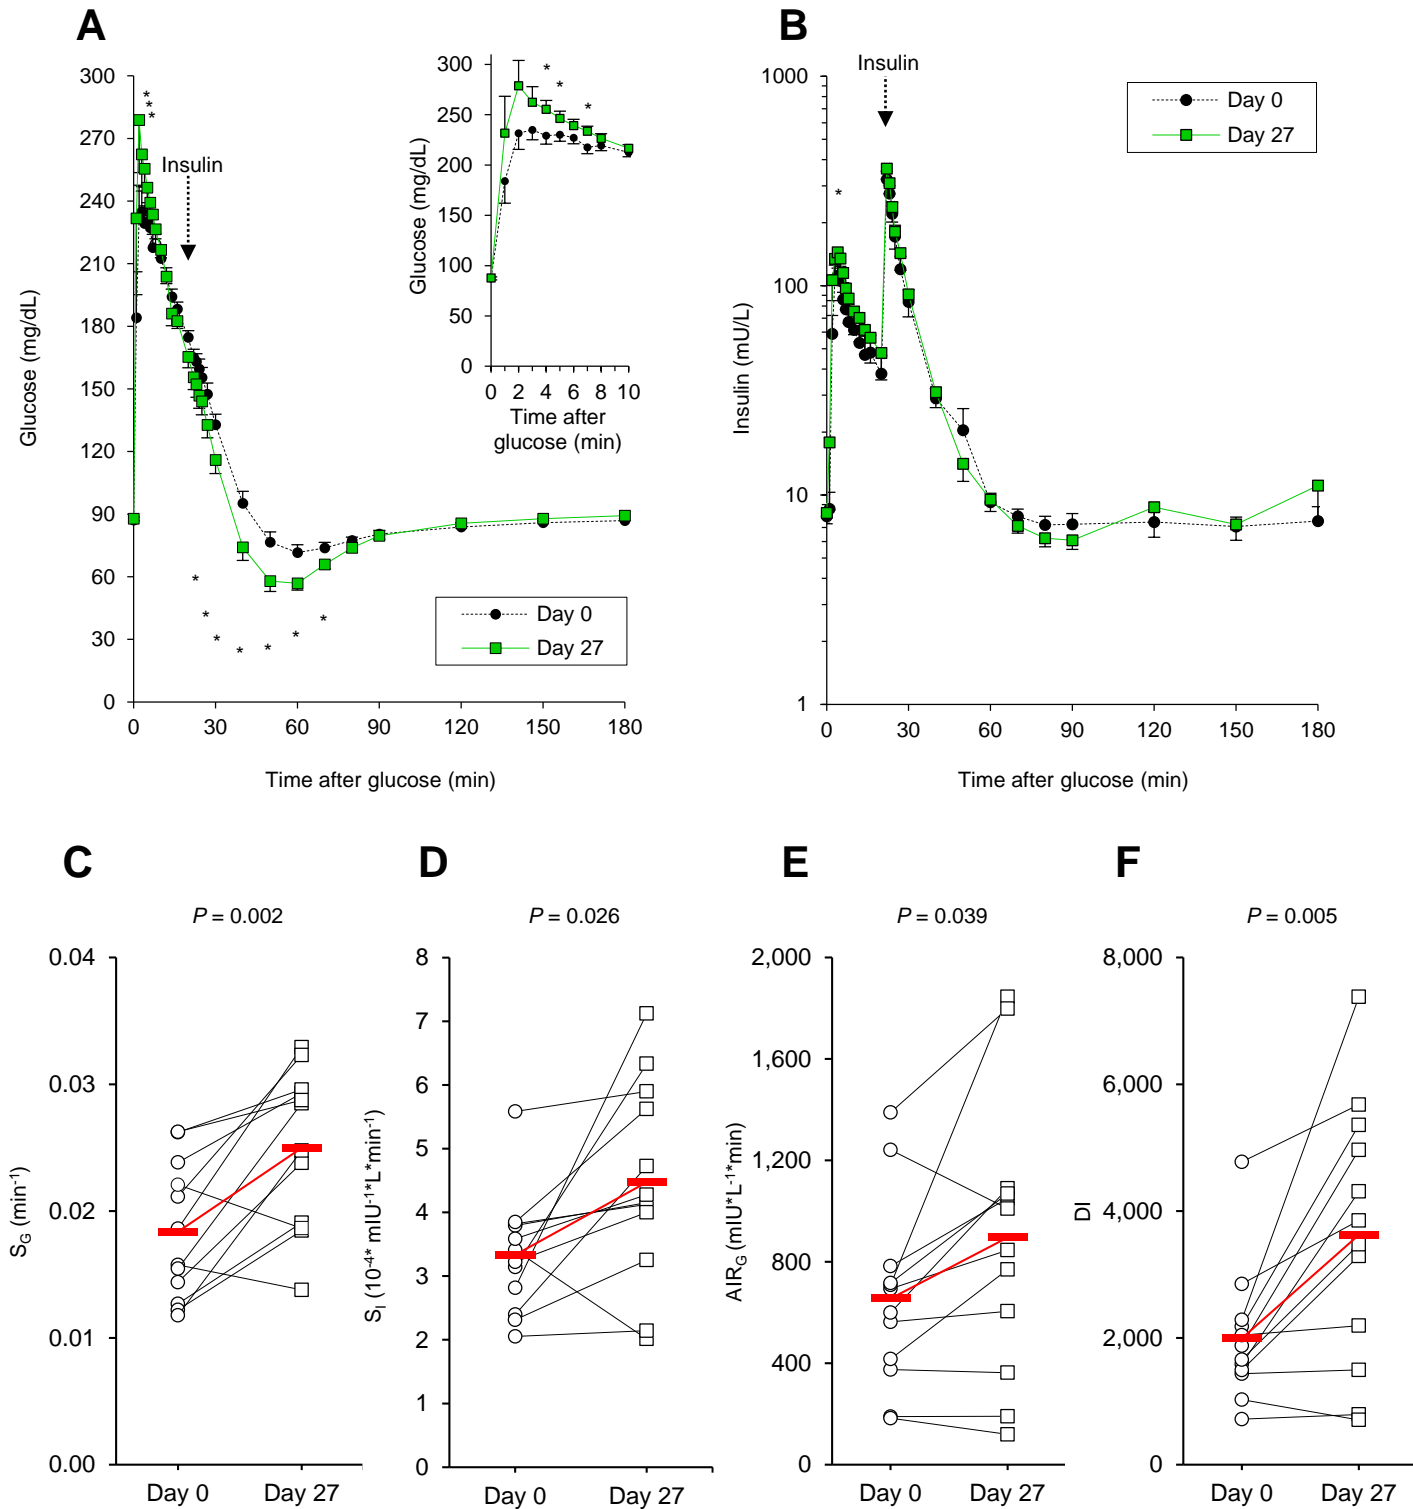 A
B
Insulin
Day 0
Day 27
Glucose (mg/dL)
300
270
240
210
180
150
120
90
60
30
0
0 30 60 90 120 150 180
Time after glucose (min)
* * *
Insulin
* * * * * * *
Day 0
Day 27
Glucose (mg/dL)
300
250
200
150
100
50
0
0 2 4 6 8 10
Time after
glucose (min)
* * *
Insulin (mU/L)
1000
100
10
1
*
0 30 60 90 120 150 180
Time after glucose (min)
C
P = 0.002
S_G (min⁻¹)
0.04
0.03
0.02
0.01
0.00
Day 0 Day 27
D
P = 0.026
S_I (10⁻⁴* mIU⁻¹*L*min⁻¹)
8
7
6
5
4
3
2
1
0
Day 0 Day 27
E
P = 0.039
AIR_G (mIU*L⁻¹*min)
2,000
1,600
1,200
800
400
0
Day 0 Day 27
F
P = 0.005
DI
8,000
6,000
4,000
2,000
0
Day 0 Day 27